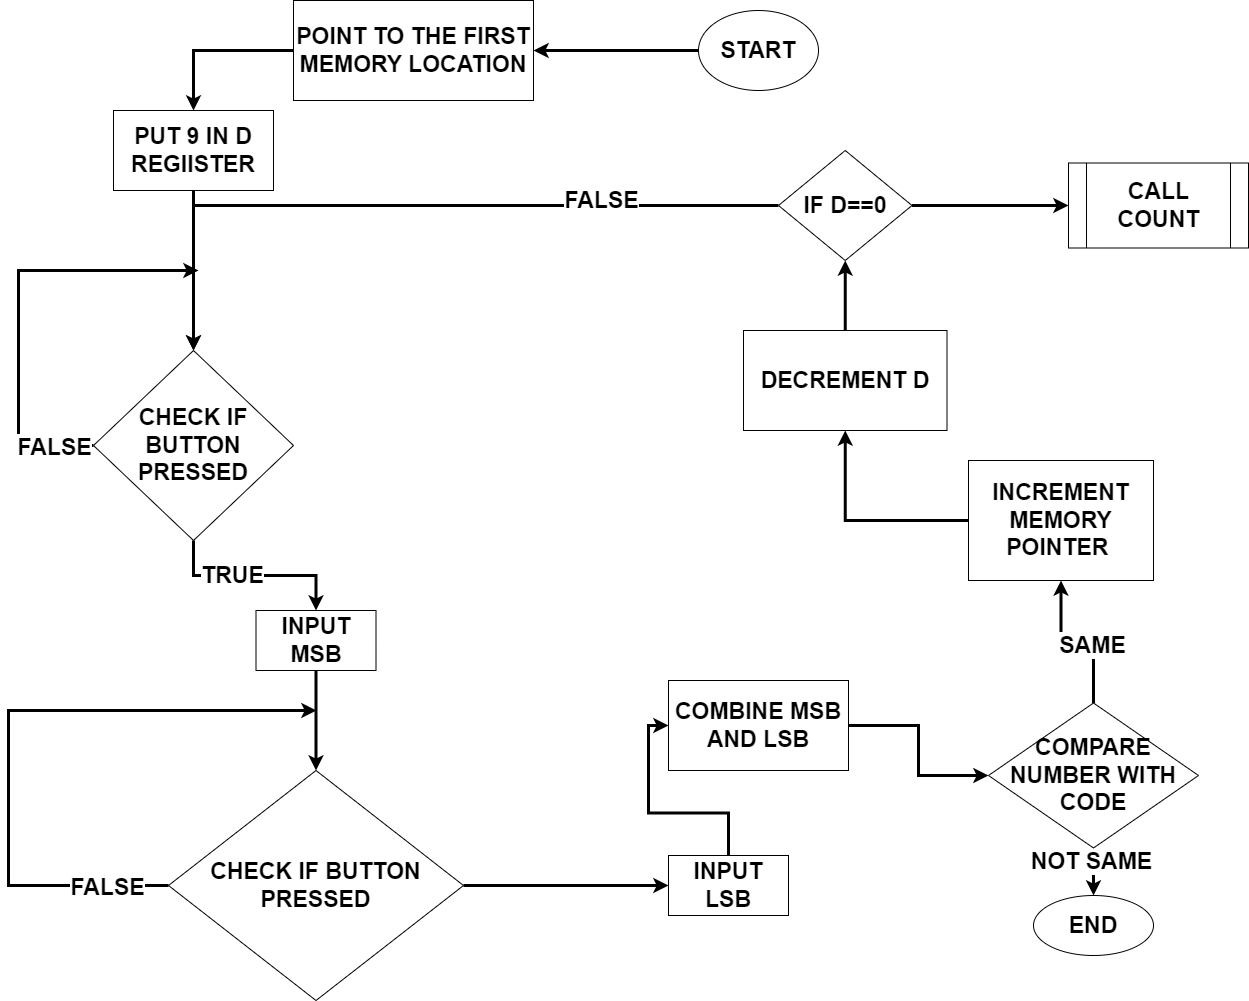 START
POINT TO THE FIRST
MEMORY LOCATION
PUT 9 IN D
REGIISTER
FALSE
IF D==0
CALL
COUNT
DECREMENT D
CHECK IF
BUTTON
PRESSED
FALSE
TRUE
INPUT
MSB
INCREMENT
MEMORY
POINTER
SAME
COMBINE MSB
AND LSB
COMPARE
NUMBER WITH
CODE
CHECK IF BUTTON
PRESSED
FALSE
INPUT
LSB
NOT SAME
END